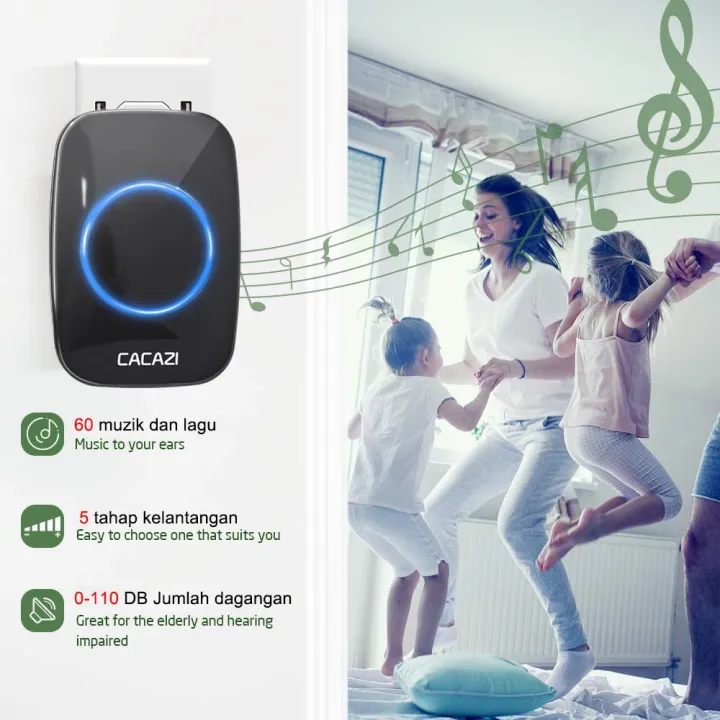 CACAZI
60 muzik dan lagu
Music to your ears
5 tahap kelantangan
Easy to choose one that suits you
0-110 DB Jumlah dagangan
Great for the elderly and hearing
impaired